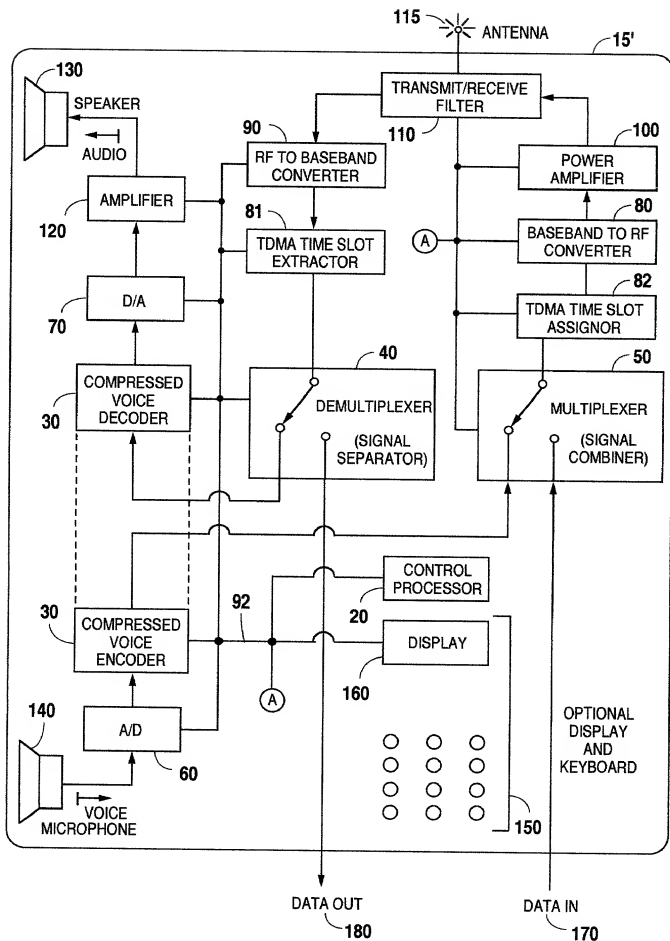 115
ANTENNA
15'
130
SPEAKER
AUDIO
TRANSMIT/RECEIVE
FILTER
110
90
RF TO BASEBAND
CONVERTER
100
POWER
AMPLIFIER
AMPLIFIER
120
81
TDMA TIME SLOT
EXTRACTOR
80
BASEBAND TO RF
CONVERTER
A
D/A
70
82
TDMA TIME SLOT
ASSIGNOR
COMPRESSED
VOICE
DECODER
30
40
DEMULTIPLEXER
(SIGNAL
SEPARATOR)
50
MULTIPLEXER
(SIGNAL
COMBINER)
CONTROL
PROCESSOR
20
30
COMPRESSED
VOICE
ENCODER
92
DISPLAY
160
A
140
A/D
60
VOICE
MICROPHONE
OPTIONAL
DISPLAY
AND
KEYBOARD
150
DATA OUT
180
DATA IN
170